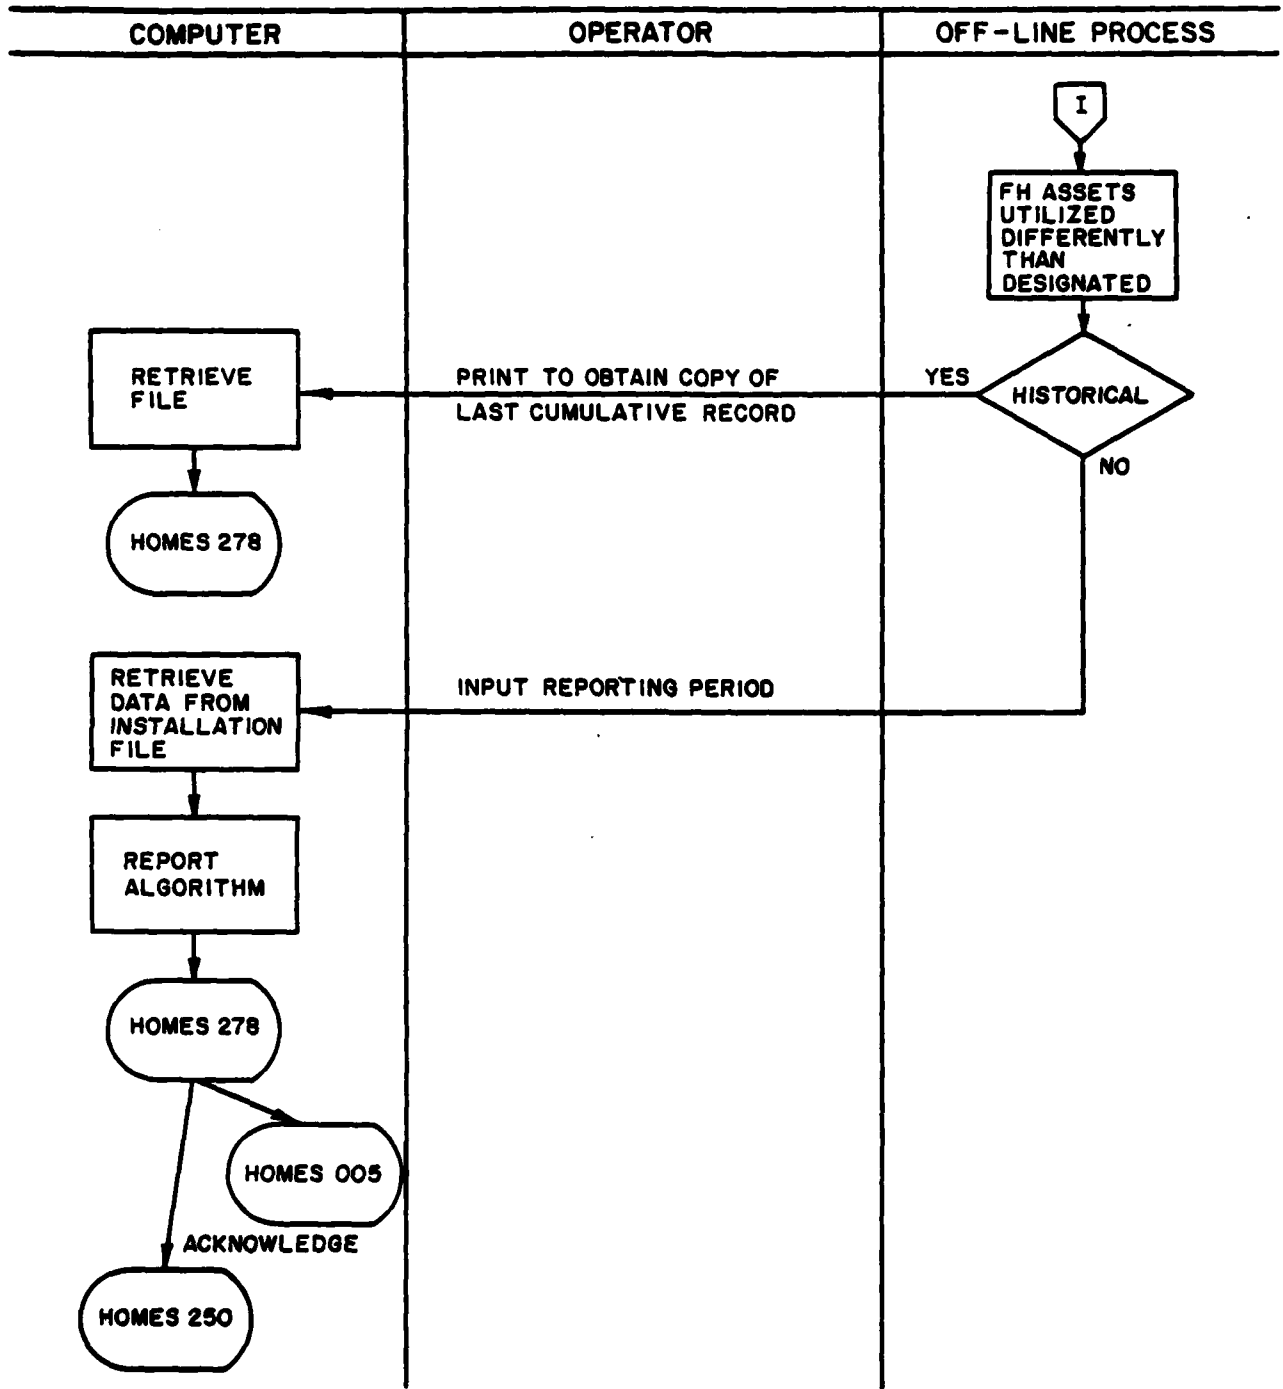 COMPUTER
OPERATOR
OFF-LINE PROCESS
I
FH ASSETS
UTILIZED
DIFFERENTLY
THAN
DESIGNATED
HISTORICAL
YES
NO
PRINT TO OBTAIN COPY OF
LAST CUMULATIVE RECORD
RETRIEVE
FILE
HOMES 278
INPUT REPORTING PERIOD
RETRIEVE
DATA FROM
INSTALLATION
FILE
REPORT
ALGORITHM
HOMES 278
HOMES 005
ACKNOWLEDGE
HOMES 250